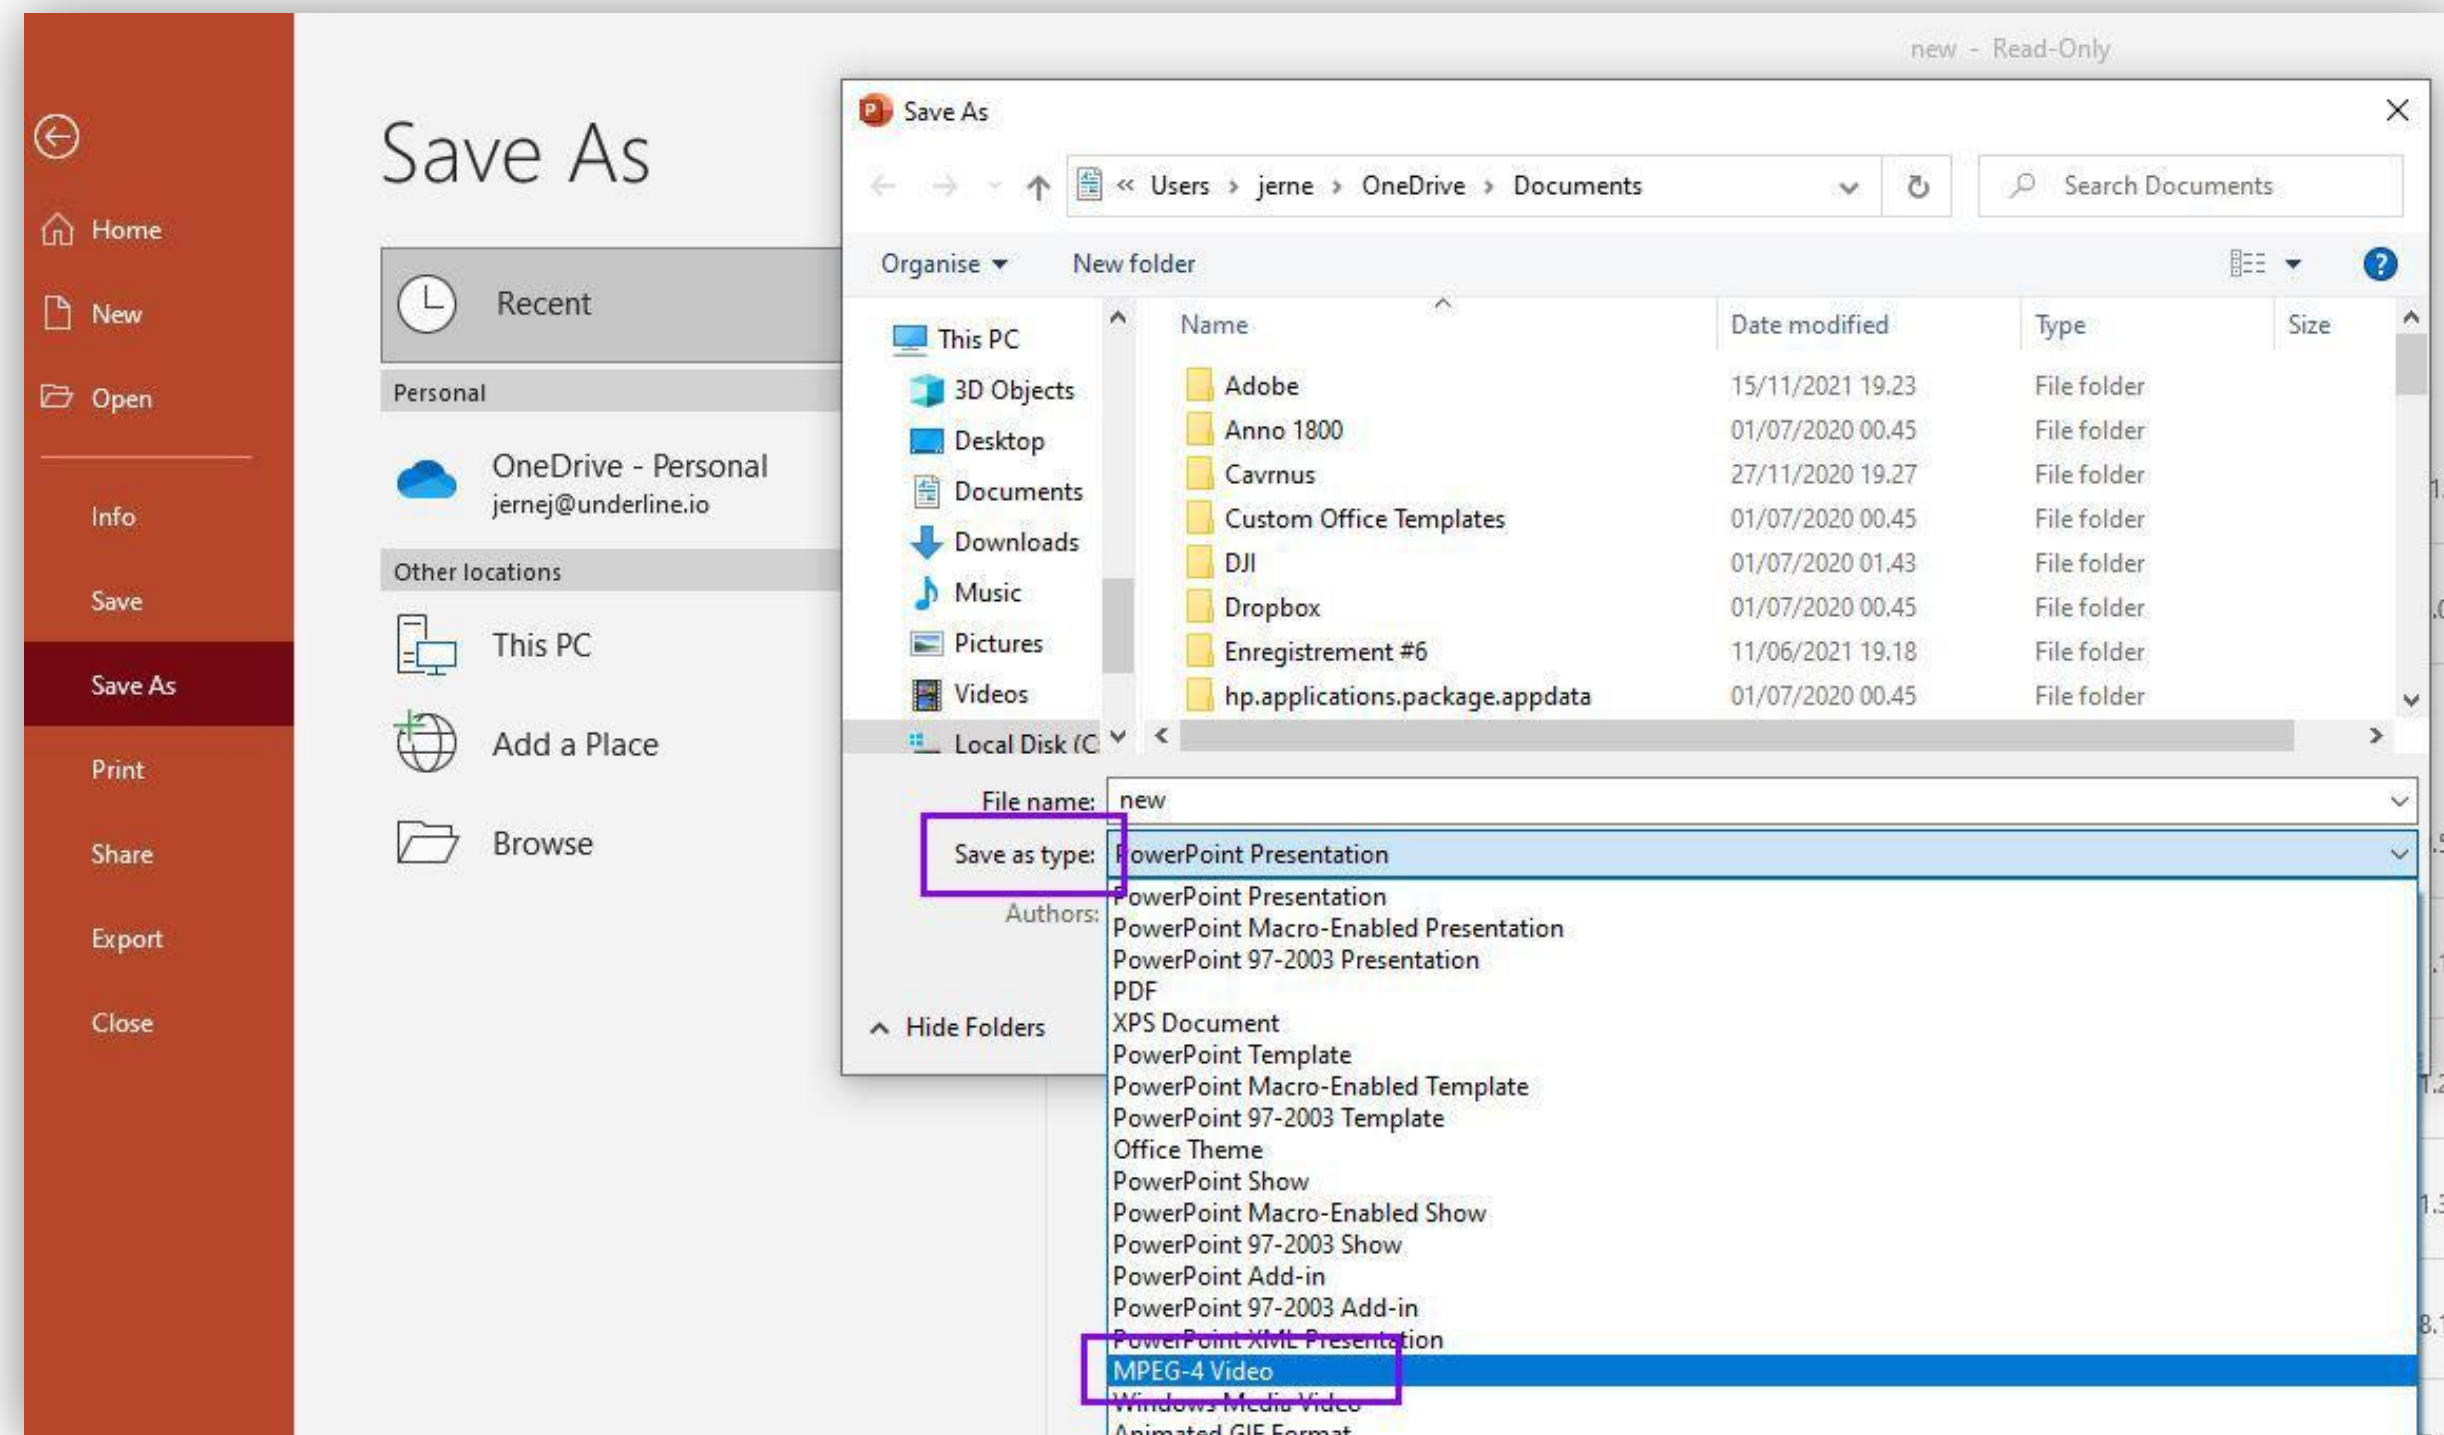 new - Read-Only
Save As
Home
New
Open
Info
Save
Save As
Print
Share
Export
Close
Recent
Personal
OneDrive - Personal
jernej@underline.io
Other locations
This PC
Add a Place
Browse
Save As
« Users › jerne › OneDrive › Documents
Search Documents
Organise
New folder
This PC
3D Objects
Desktop
Documents
Downloads
Music
Pictures
Videos
Local Disk (C:
Name Date modified Type Size
Adobe 15/11/2021 19.23 File folder
Anno 1800 01/07/2020 00.45 File folder
Cavrnus 27/11/2020 19.27 File folder
Custom Office Templates 01/07/2020 00.45 File folder
DJI 01/07/2020 01.43 File folder
Dropbox 01/07/2020 00.45 File folder
Enregistrement #6 11/06/2021 19.18 File folder
hp.applications.package.appdata 01/07/2020 00.45 File folder
File name: new
Save as type: PowerPoint Presentation
Authors:
Hide Folders
PowerPoint Presentation
PowerPoint Macro-Enabled Presentation
PowerPoint 97-2003 Presentation
PDF
XPS Document
PowerPoint Template
PowerPoint Macro-Enabled Template
PowerPoint 97-2003 Template
Office Theme
PowerPoint Show
PowerPoint Macro-Enabled Show
PowerPoint 97-2003 Show
PowerPoint Add-in
PowerPoint 97-2003 Add-in
PowerPoint XML Presentation
MPEG-4 Video
Windows Media Video
Animated GIF Format